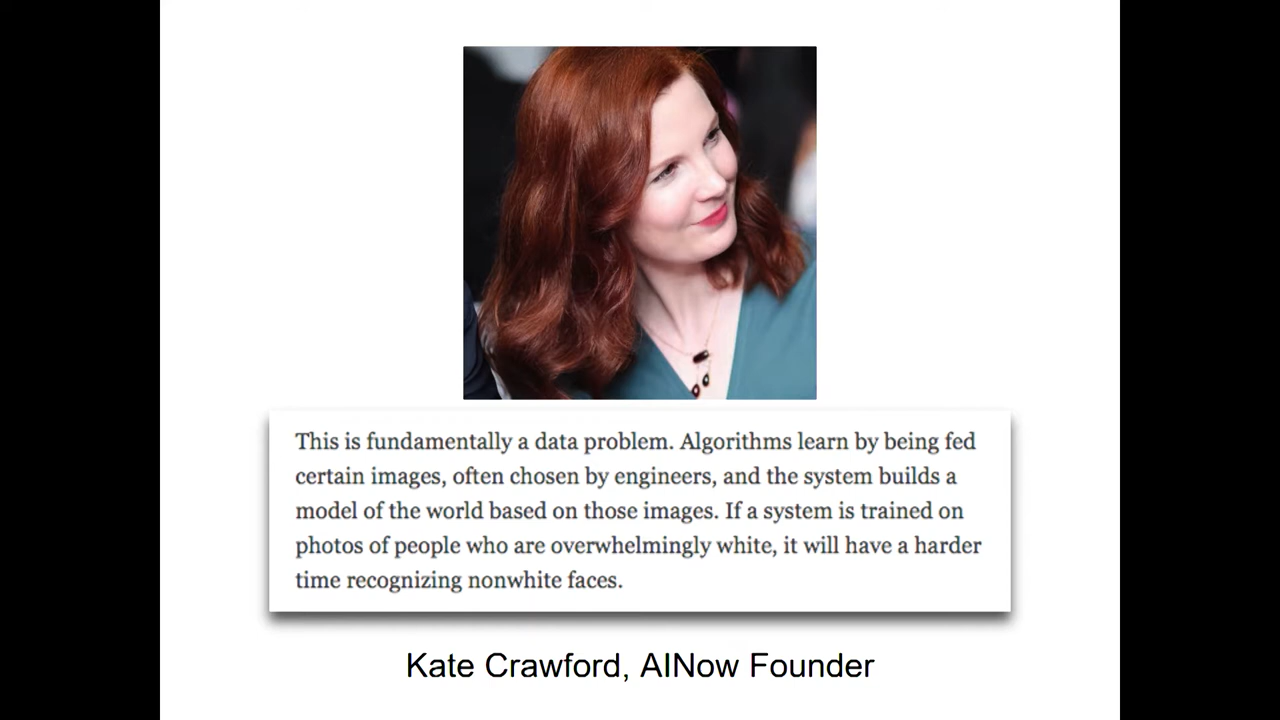 This is fundamentally a data problem. Algorithms learn by being fed
certain images, often chosen by engineers, and the system builds a
model of the world based on those images. If a system is trained on
photos of people who are overwhelmingly white, it will have a harder
time recognizing nonwhite faces.
Kate Crawford, AINow Founder